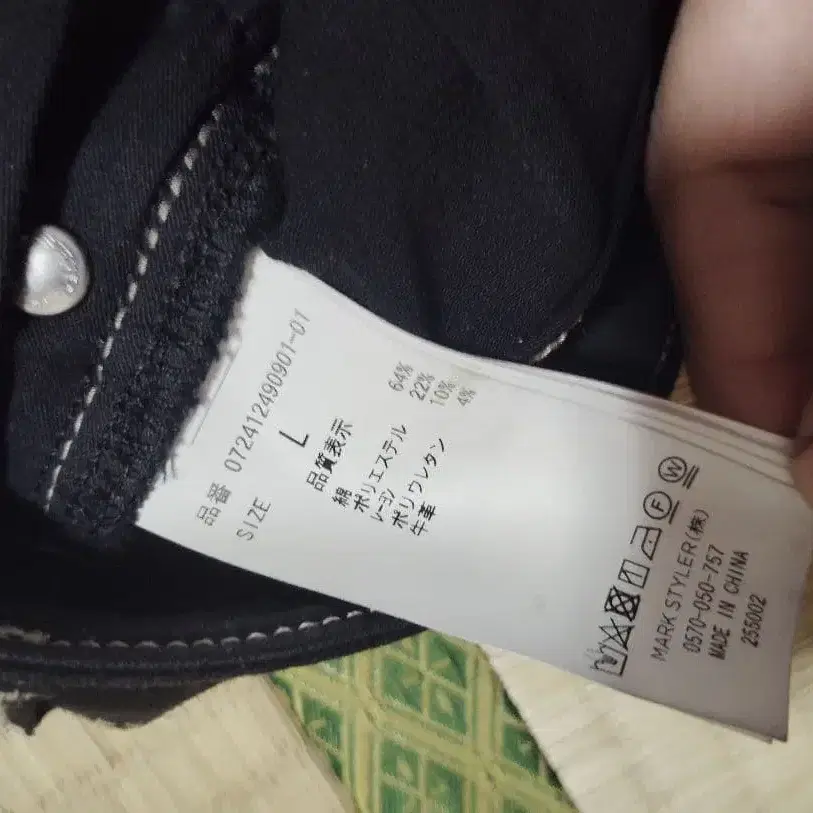 品番 072412490901-01
SIZE L
品質表示
綿 64%
ポリエステル 22%
レーヨン 10%
ポリウレタン 4%
牛革
MARK STYLER(株)
0570-050-757
MADE IN CHINA
255002